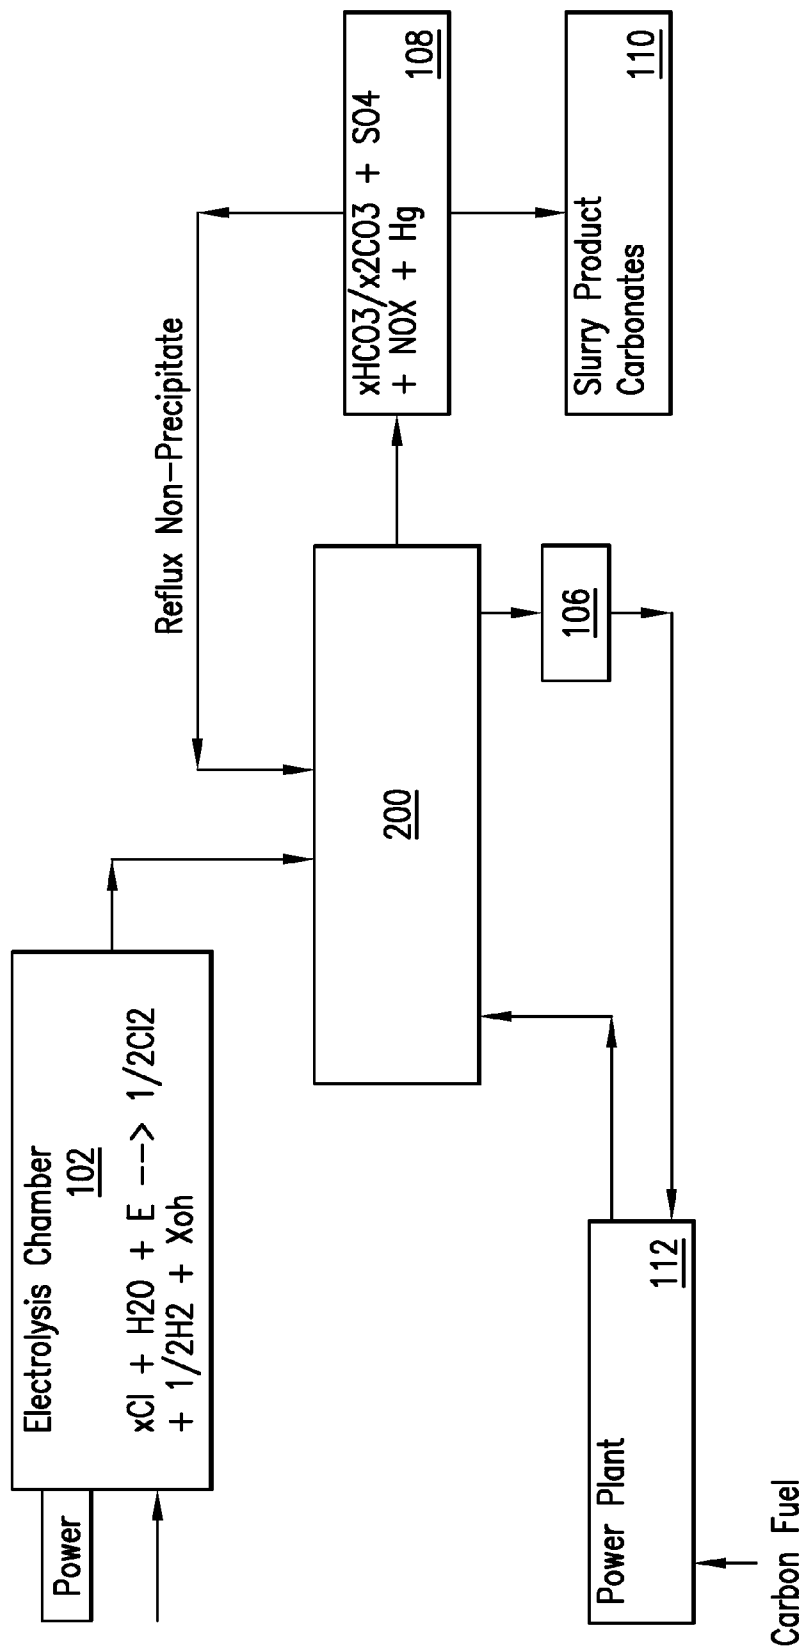 Power
Electrolysis Chamber
102
xCl + H2O + E --> 1/2Cl2
+ 1/2H2 + Xoh
Reflux Non-Precipitate
xHCO3/x2CO3 + SO4
+ NOX + Hg
108
200
106
Slurry Product
Carbonates
110
Power Plant
112
Carbon Fuel